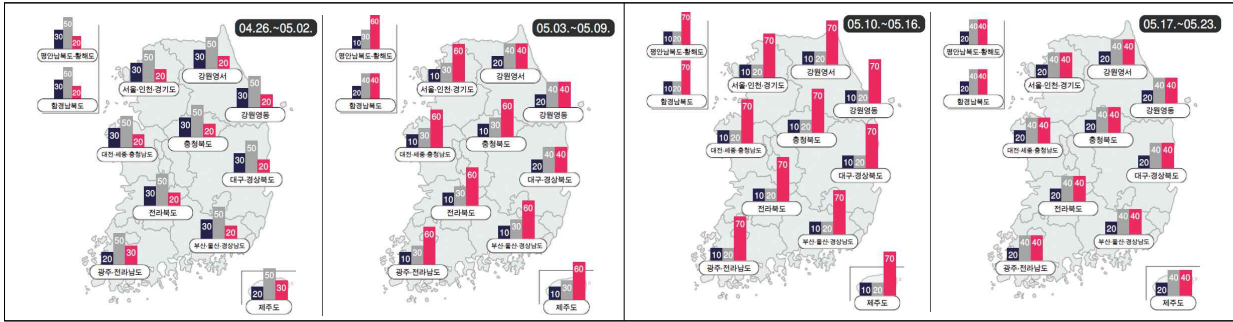 04.26.~05.02.
30 50 20
평안남북도·황해도
30 50 20
함경남북도
30 50 20
서울·인천·경기도
30 50 20
강원영서
30 50 20
강원영동
30 50 20
대전·세종·충청남도
30 50 20
충청북도
30 50 20
대구·경상북도
30 50 20
전라북도
30 50 20
부산·울산·경상남도
20 50 30
광주·전라남도
20 50 30
제주도
05.03.~05.09.
10 30 60
평안남북도·황해도
20 40 40
함경남북도
10 30 60
서울·인천·경기도
20 40 40
강원영서
20 40 40
강원영동
10 30 60
대전·세종·충청남도
10 30 60
충청북도
20 40 40
대구·경상북도
10 30 60
전라북도
10 30 60
부산·울산·경상남도
10 30 60
광주·전라남도
10 30 60
제주도
05.10.~05.16.
10 20 70
평안남북도·황해도
10 20 70
함경남북도
10 20 70
서울·인천·경기도
10 20 70
강원영서
10 20 70
강원영동
10 20 70
대전·세종·충청남도
10 20 70
충청북도
10 20 70
대구·경상북도
10 20 70
전라북도
10 20 70
부산·울산·경상남도
10 20 70
광주·전라남도
10 20 70
제주도
05.17.~05.23.
20 40 40
평안남북도·황해도
20 40 40
함경남북도
20 40 40
서울·인천·경기도
20 40 40
강원영서
20 40 40
강원영동
20 40 40
대전·세종·충청남도
20 40 40
충청북도
20 40 40
대구·경상북도
20 40 40
전라북도
20 40 40
부산·울산·경상남도
20 40 40
광주·전라남도
20 40 40
제주도